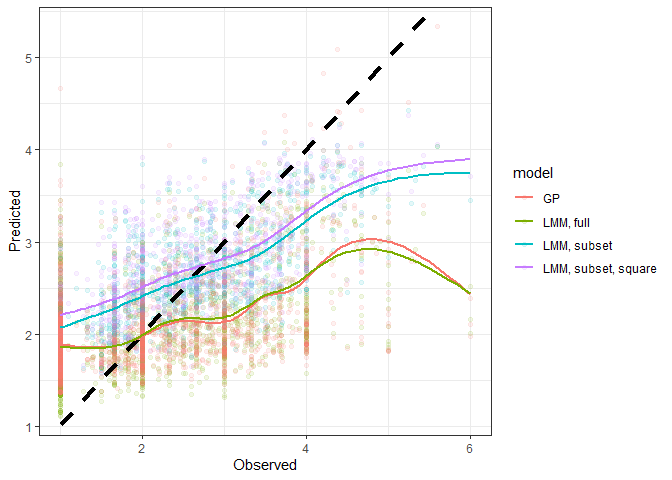 5
4
3
2
1
Predicted
2
4
6
Observed
model
GP
LMM, full
LMM, subset
LMM, subset, square